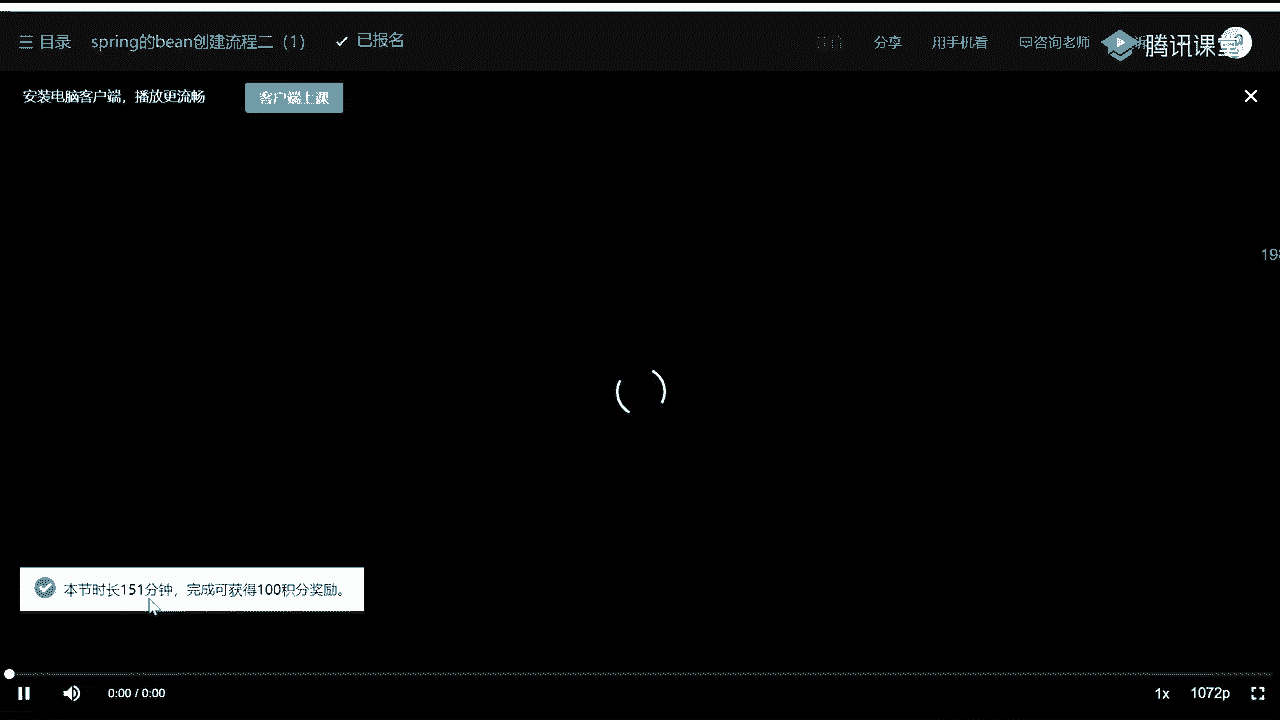 目录 spring的bean创建流程二（1） 已报名
分享 用手机看 咨询老师 腾讯课堂
安装电脑客户端，播放更流畅 客户端上课
198
本节时长151分钟，完成可获得100积分奖励。
0:00 / 0:00 1x 1072p